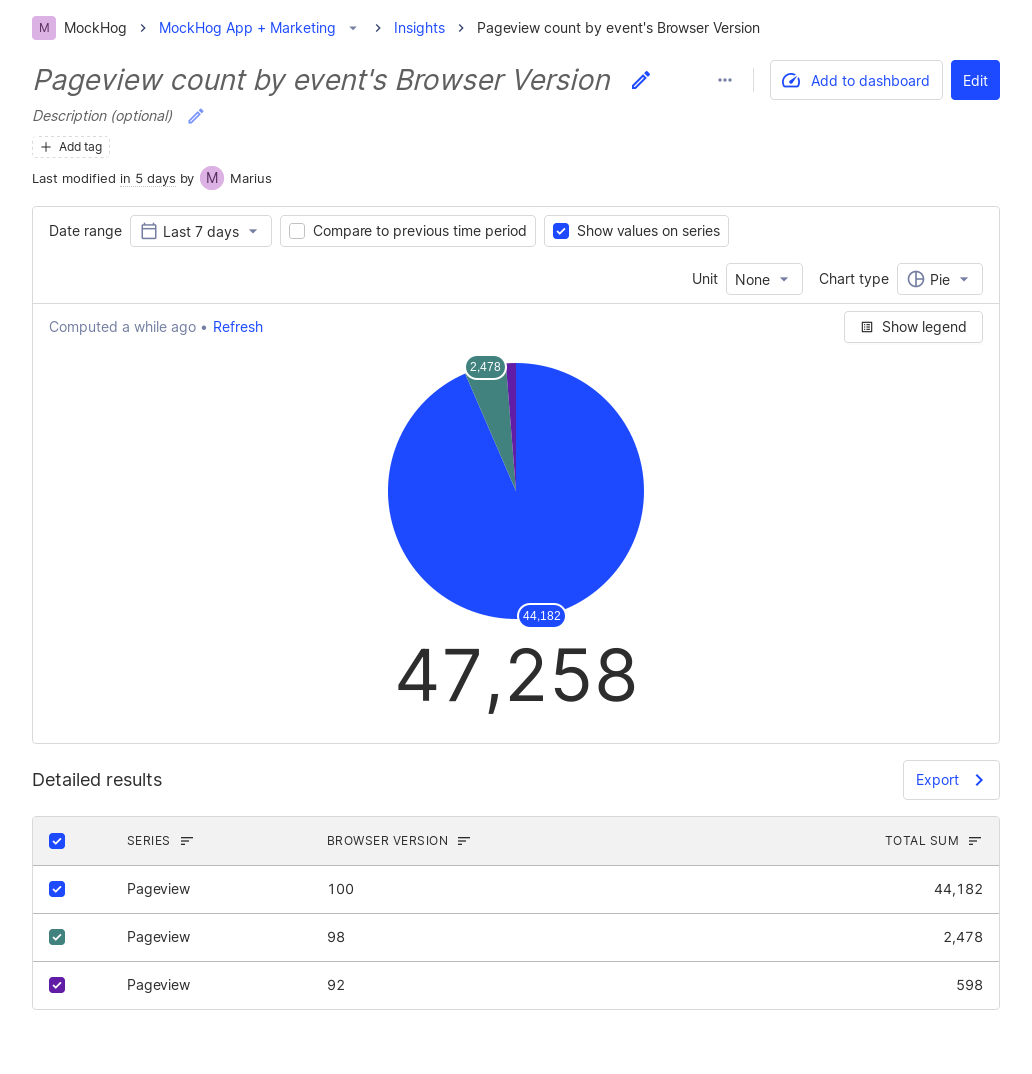 M MockHog MockHog App + Marketing Insights Pageview count by event's Browser Version
Pageview count by event's Browser Version Add to dashboard Edit
Description (optional)
Add tag
Last modified in 5 days by M Marius
Date range Last 7 days Compare to previous time period Show values on series
Unit None Chart type Pie
Computed a while ago • Refresh Show legend
2,478
44,182
47,258
Detailed results Export
SERIES BROWSER VERSION TOTAL SUM
Pageview 100 44,182
Pageview 98 2,478
Pageview 92 598